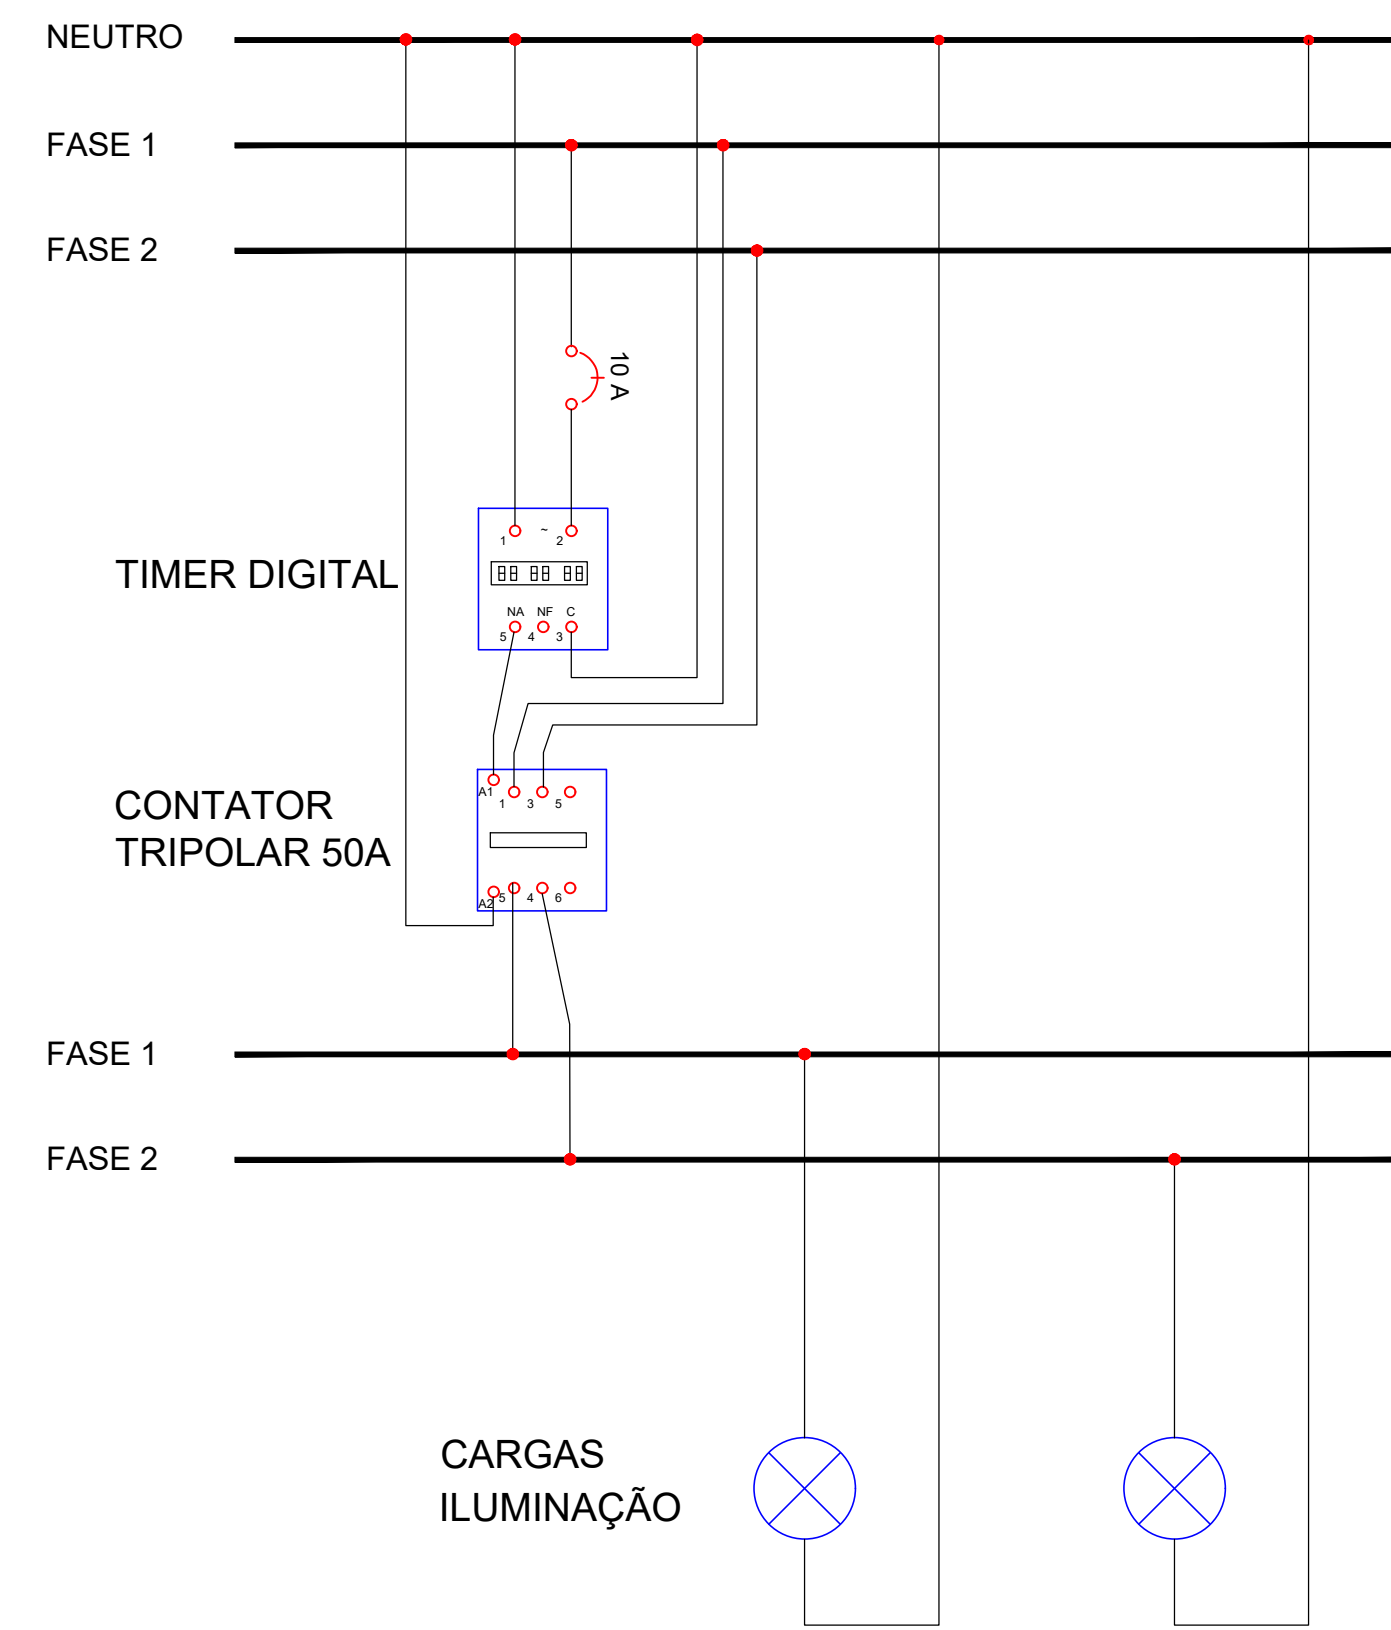 NEUTRO
FASE 1
FASE 2
10 A
1 ~ 2
TIMER DIGITAL
NA NF C
5 4 3
CONTATOR
TRIPOLAR 50A
A1 1 3 5
A2 5 4 6
FASE 1
FASE 2
CARGAS
ILUMINAÇÃO